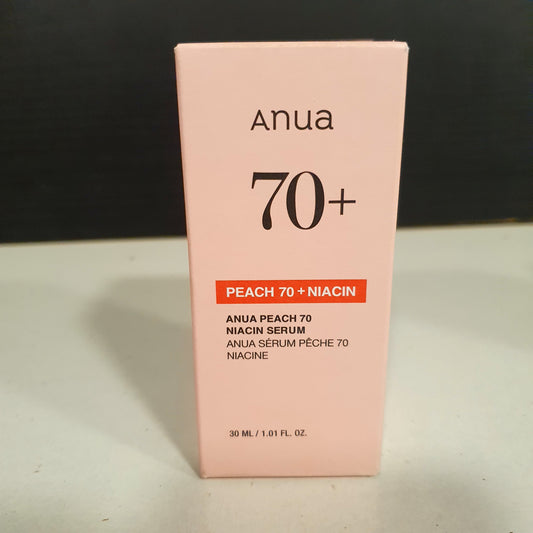 Anua
70+
PEACH 70 + NIACIN
ANUA PEACH 70
NIACIN SERUM
ANUA SÉRUM PÊCHE 70
NIACINE
30 ML / 1.01 FL. OZ.